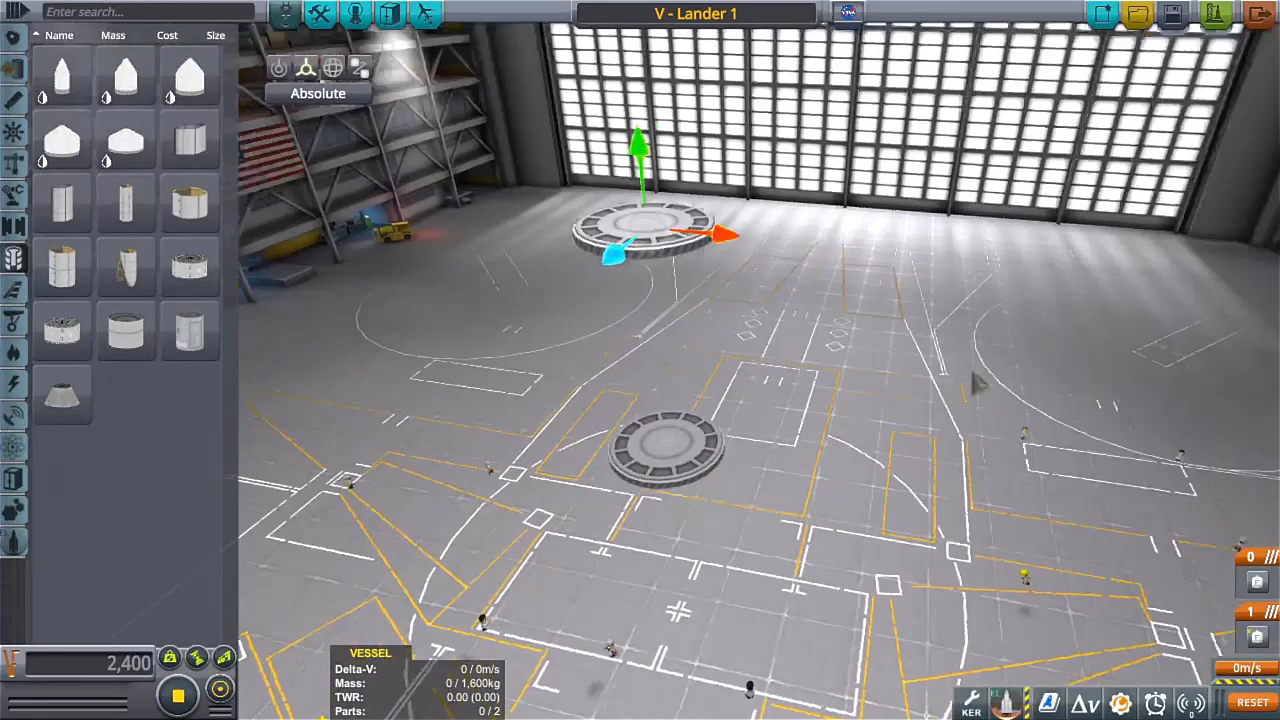 Enter search...
V - Lander 1
Name Mass Cost Size
Absolute
2,400
VESSEL
Delta-V: 0 / 0m/s
Mass: 0 / 1,600kg
TWR: 0.00 (0.00)
Parts: 0 / 2
0
1
0m/s
KER
Δv
RESET